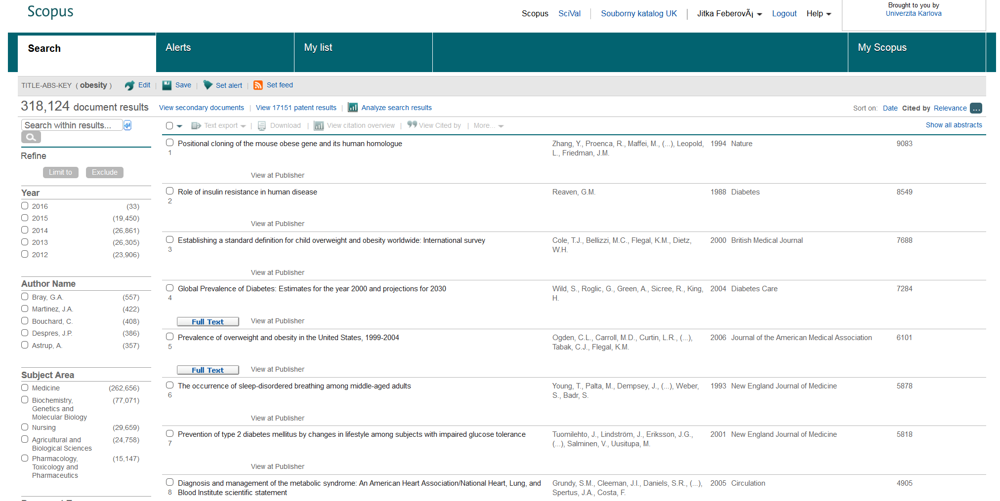 Scopus
Scopus SciVal Souborny katalog UK Jitka FeberovÃ¡ Logout Help
Brought to you by
Univerzita Karlova
Search Alerts My list My Scopus
TITLE-ABS-KEY ( obesity ) Edit | Save | Set alert | Set feed
318,124 document results View secondary documents | View 17151 patent results | Analyze search results Sort on: Date Cited by Relevance ...
Search within results...
Text export | Download | View citation overview | View Cited by | More... Show all abstracts
Refine
Limit to Exclude
Year
2016 (33)
2015 (19,450)
2014 (26,861)
2013 (26,305)
2012 (23,906)
Author Name
Bray, G.A. (557)
Martinez, J.A. (422)
Bouchard, C. (408)
Despres, J.P. (386)
Astrup, A. (357)
Subject Area
Medicine (262,656)
Biochemistry, (77,071)
Genetics and
Molecular Biology
Nursing (29,659)
Agricultural and (24,758)
Biological Sciences
Pharmacology, (15,147)
Toxicology and
Pharmaceutics
Positional cloning of the mouse obese gene and its human homologue Zhang, Y., Proenca, R., Maffei, M., (...), Leopold, 1994 Nature 9083
1 L., Friedman, J.M.
View at Publisher
Role of insulin resistance in human disease Reaven, G.M. 1988 Diabetes 8549
2
View at Publisher
Establishing a standard definition for child overweight and obesity worldwide: International survey Cole, T.J., Bellizzi, M.C., Flegal, K.M., Dietz, 2000 British Medical Journal 7688
3 W.H.
View at Publisher
Global Prevalence of Diabetes: Estimates for the year 2000 and projections for 2030 Wild, S., Roglic, G., Green, A., Sicree, R., King, 2004 Diabetes Care 7284
4 H.
Full Text View at Publisher
Prevalence of overweight and obesity in the United States, 1999-2004 Ogden, C.L., Carroll, M.D., Curtin, L.R., (...), 2006 Journal of the American Medical Association 6101
5 Tabak, C.J., Flegal, K.M.
Full Text View at Publisher
The occurrence of sleep-disordered breathing among middle-aged adults Young, T., Palta, M., Dempsey, J., (...), Weber, 1993 New England Journal of Medicine 5878
6 S., Badr, S.
View at Publisher
Prevention of type 2 diabetes mellitus by changes in lifestyle among subjects with impaired glucose tolerance Tuomilehto, J., Lindström, J., Eriksson, J.G., 2001 New England Journal of Medicine 5818
7 (...), Salminen, V., Uusitupa, M.
View at Publisher
Diagnosis and management of the metabolic syndrome: An American Heart Association/National Heart, Lung, and Grundy, S.M., Cleeman, J.I., Daniels, S.R., (...), 2005 Circulation 4905
8 Blood Institute scientific statement Spertus, J.A., Costa, F.